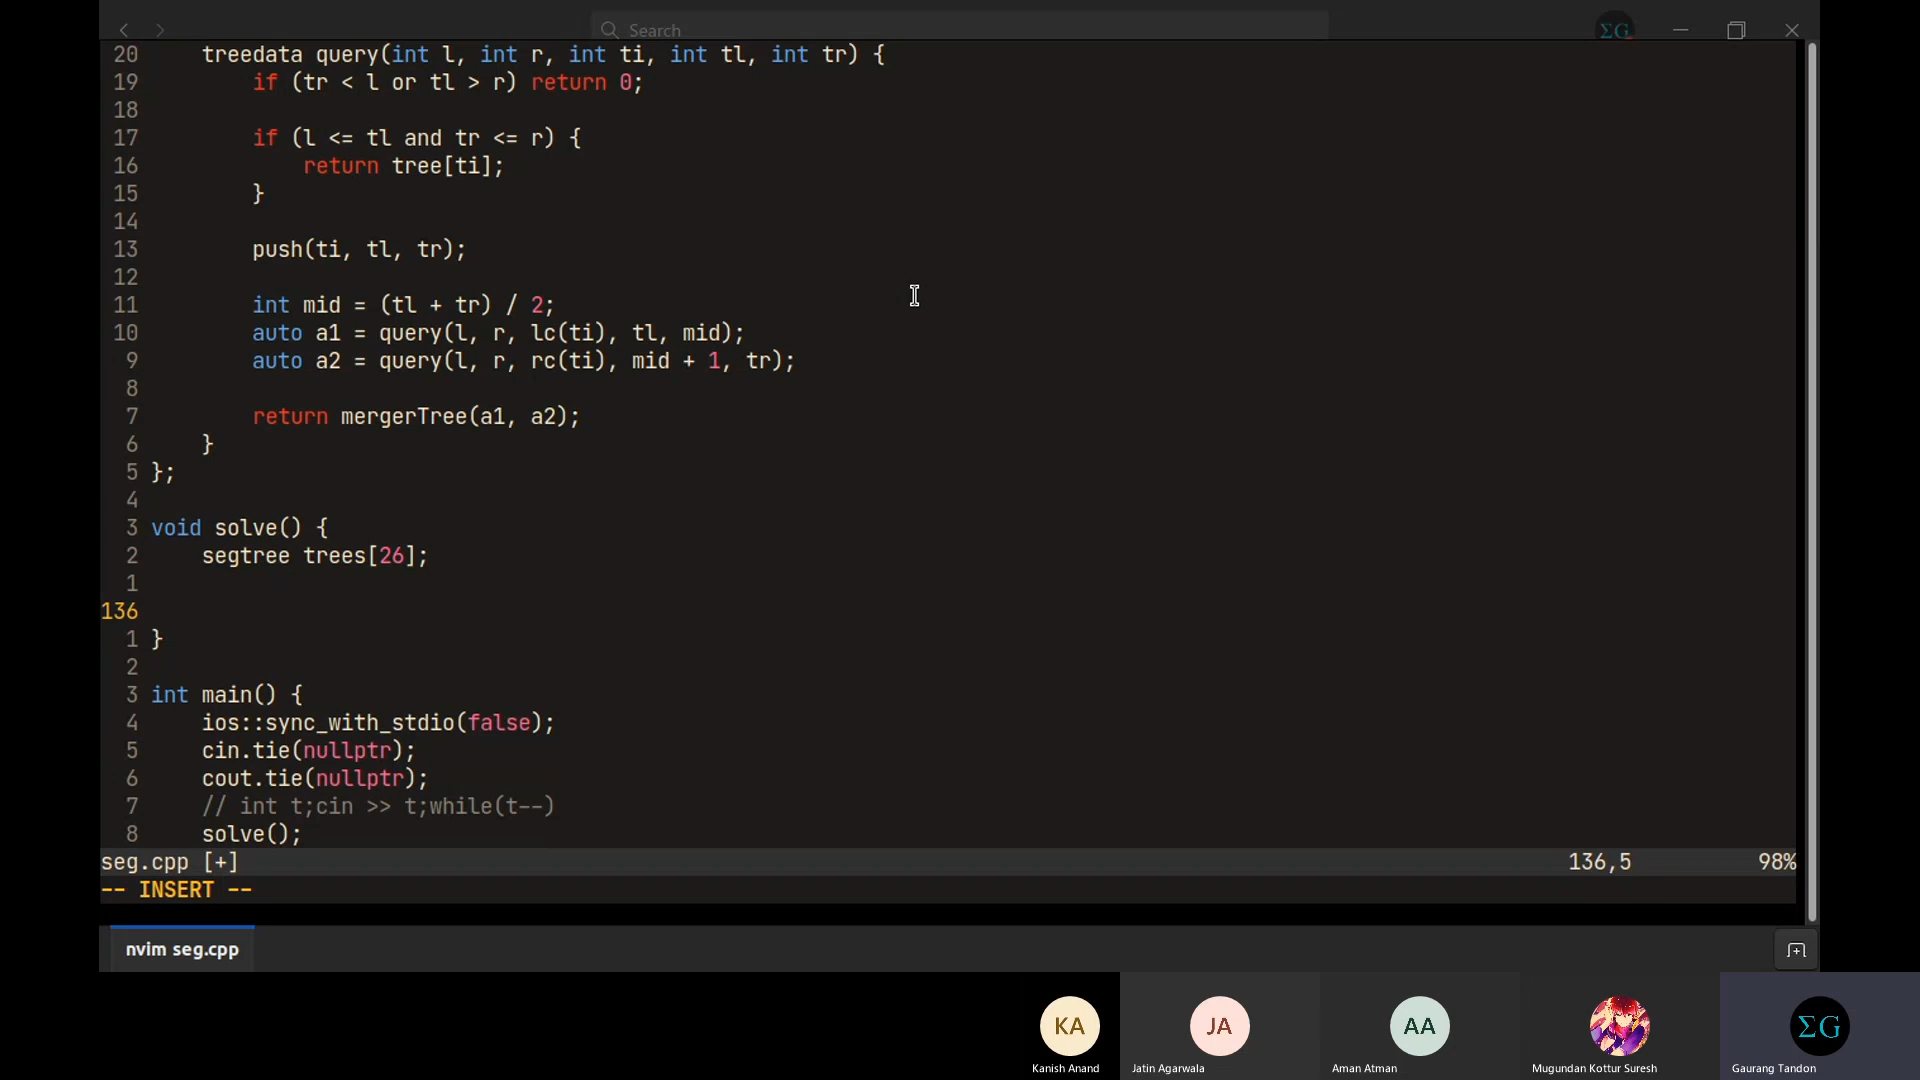 Search
ΣG
20 treedata query(int l, int r, int ti, int tl, int tr) {
19 if (tr < l or tl > r) return 0;
18
17 if (l <= tl and tr <= r) {
16 return tree[ti];
15 }
14
13 push(ti, tl, tr);
12
11 int mid = (tl + tr) / 2;
10 auto a1 = query(l, r, lc(ti), tl, mid);
9 auto a2 = query(l, r, rc(ti), mid + 1, tr);
8
7 return mergerTree(a1, a2);
6 }
5 };
4
3 void solve() {
2 segtree trees[26];
1
136
1 }
2
3 int main() {
4 ios::sync_with_stdio(false);
5 cin.tie(nullptr);
6 cout.tie(nullptr);
7 // int t;cin >> t;while(t--)
8 solve();
seg.cpp [+] 136,5 98%
-- INSERT --
nvim seg.cpp
KA JA AA ΣG
Kanish Anand Jatin Agarwala Aman Atman Mugundan Kottur Suresh Gaurang Tandon